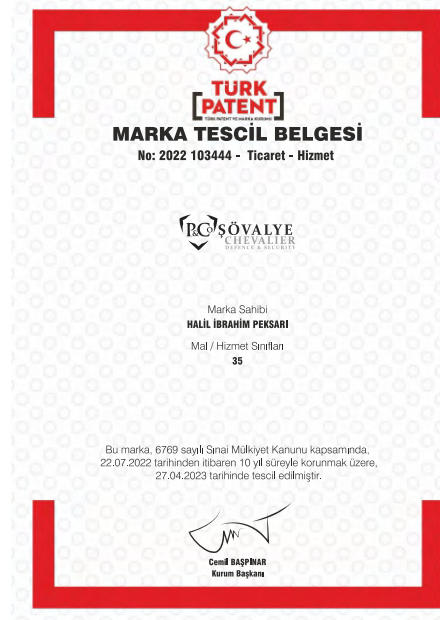 TÜRK
PATENT
TÜRK PATENT VE MARKA KURUMU
MARKA TESCİL BELGESİ
No: 2022 103444 - Ticaret - Hizmet
P&Co ŞÖVALYE
CHEVALIER
DEFENCE & SECURITY
Marka Sahibi
HALİL İBRAHİM PEKSARI
Mal / Hizmet Sınıfları
35
Bu marka, 6769 sayılı Sınai Mülkiyet Kanunu kapsamında,
22.07.2022 tarihinden itibaren 10 yıl süreyle korunmak üzere,
27.04.2023 tarihinde tescil edilmiştir.
Cemil BAŞPINAR
Kurum Başkanı